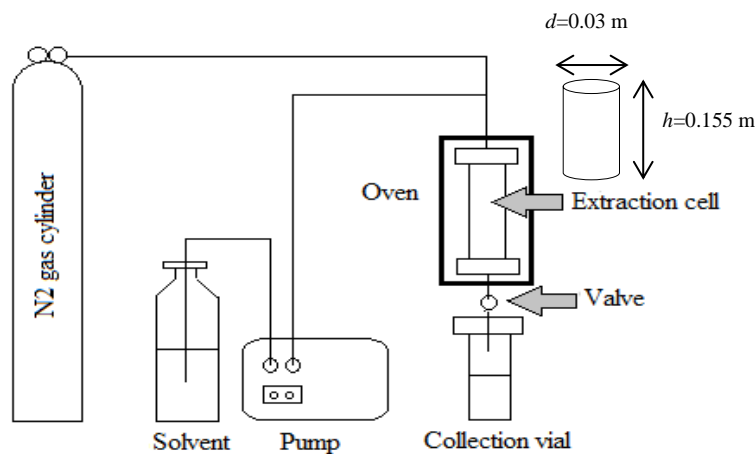 d=0.03 m
h=0.155 m
N2 gas cylinder
Oven
Extraction cell
Valve
Solvent
Pump
Collection vial